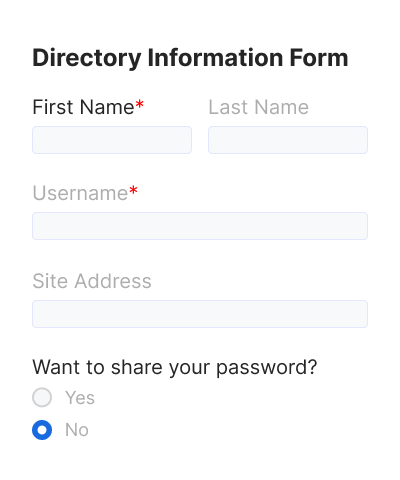 Directory Information Form
First Name* Last Name
Username*
Site Address
Want to share your password?
Yes
No